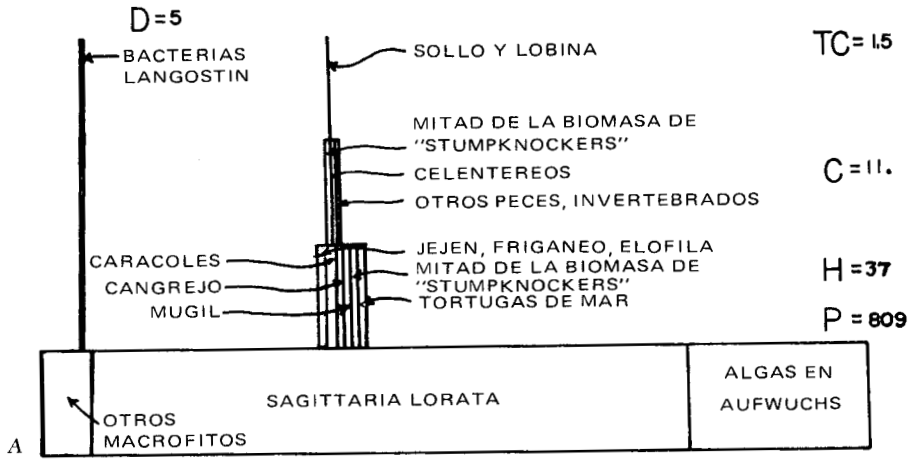 D=5
BACTERIAS
LANGOSTIN
SOLLO Y LOBINA
TC=1.5
MITAD DE LA BIOMASA DE
"STUMPKNOCKERS"
CELENTEREOS
C=11.
OTROS PECES, INVERTEBRADOS
JEJEN, FRIGANEO, ELOFILA
CARACOLES
MITAD DE LA BIOMASA DE
"STUMPKNOCKERS"
CANGREJO
H=37
TORTUGAS DE MAR
MUGIL
P=809
SAGITTARIA LORATA
ALGAS EN
AUFWUCHS
OTROS
MACROFITOS
A